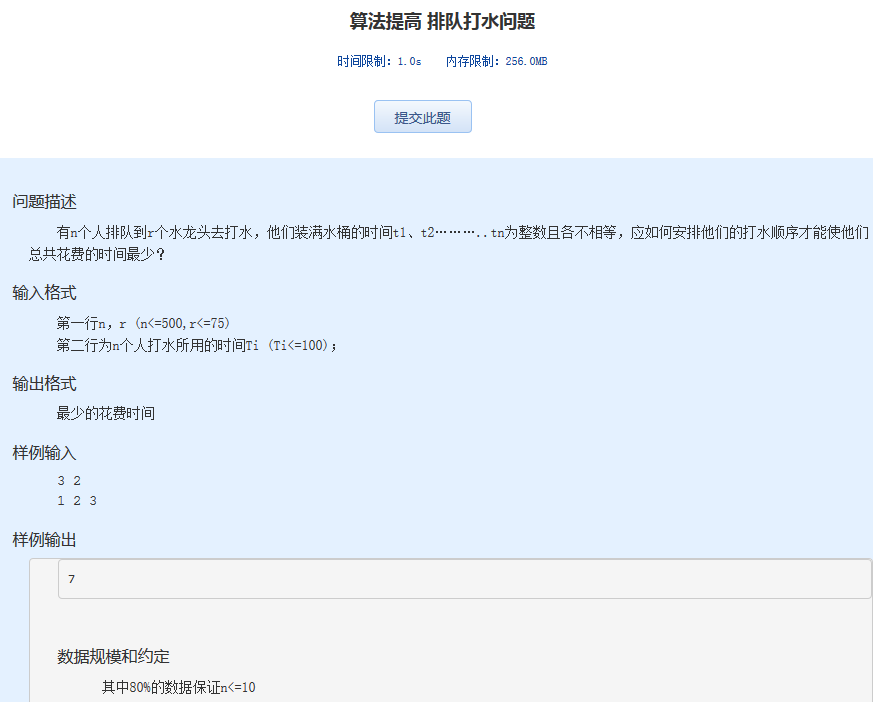 算法提高 排队打水问题
时间限制：1.0s 内存限制：256.0MB
提交此题
问题描述
有n个人排队到r个水龙头去打水，他们装满水桶的时间t1、t2………..tn为整数且各不相等，应如何安排他们的打水顺序才能使他们
总共花费的时间最少？
输入格式
第一行n，r (n<=500,r<=75)
第二行为n个人打水所用的时间Ti (Ti<=100)；
输出格式
最少的花费时间
样例输入
3 2
1 2 3
样例输出
7
数据规模和约定
其中80%的数据保证n<=10